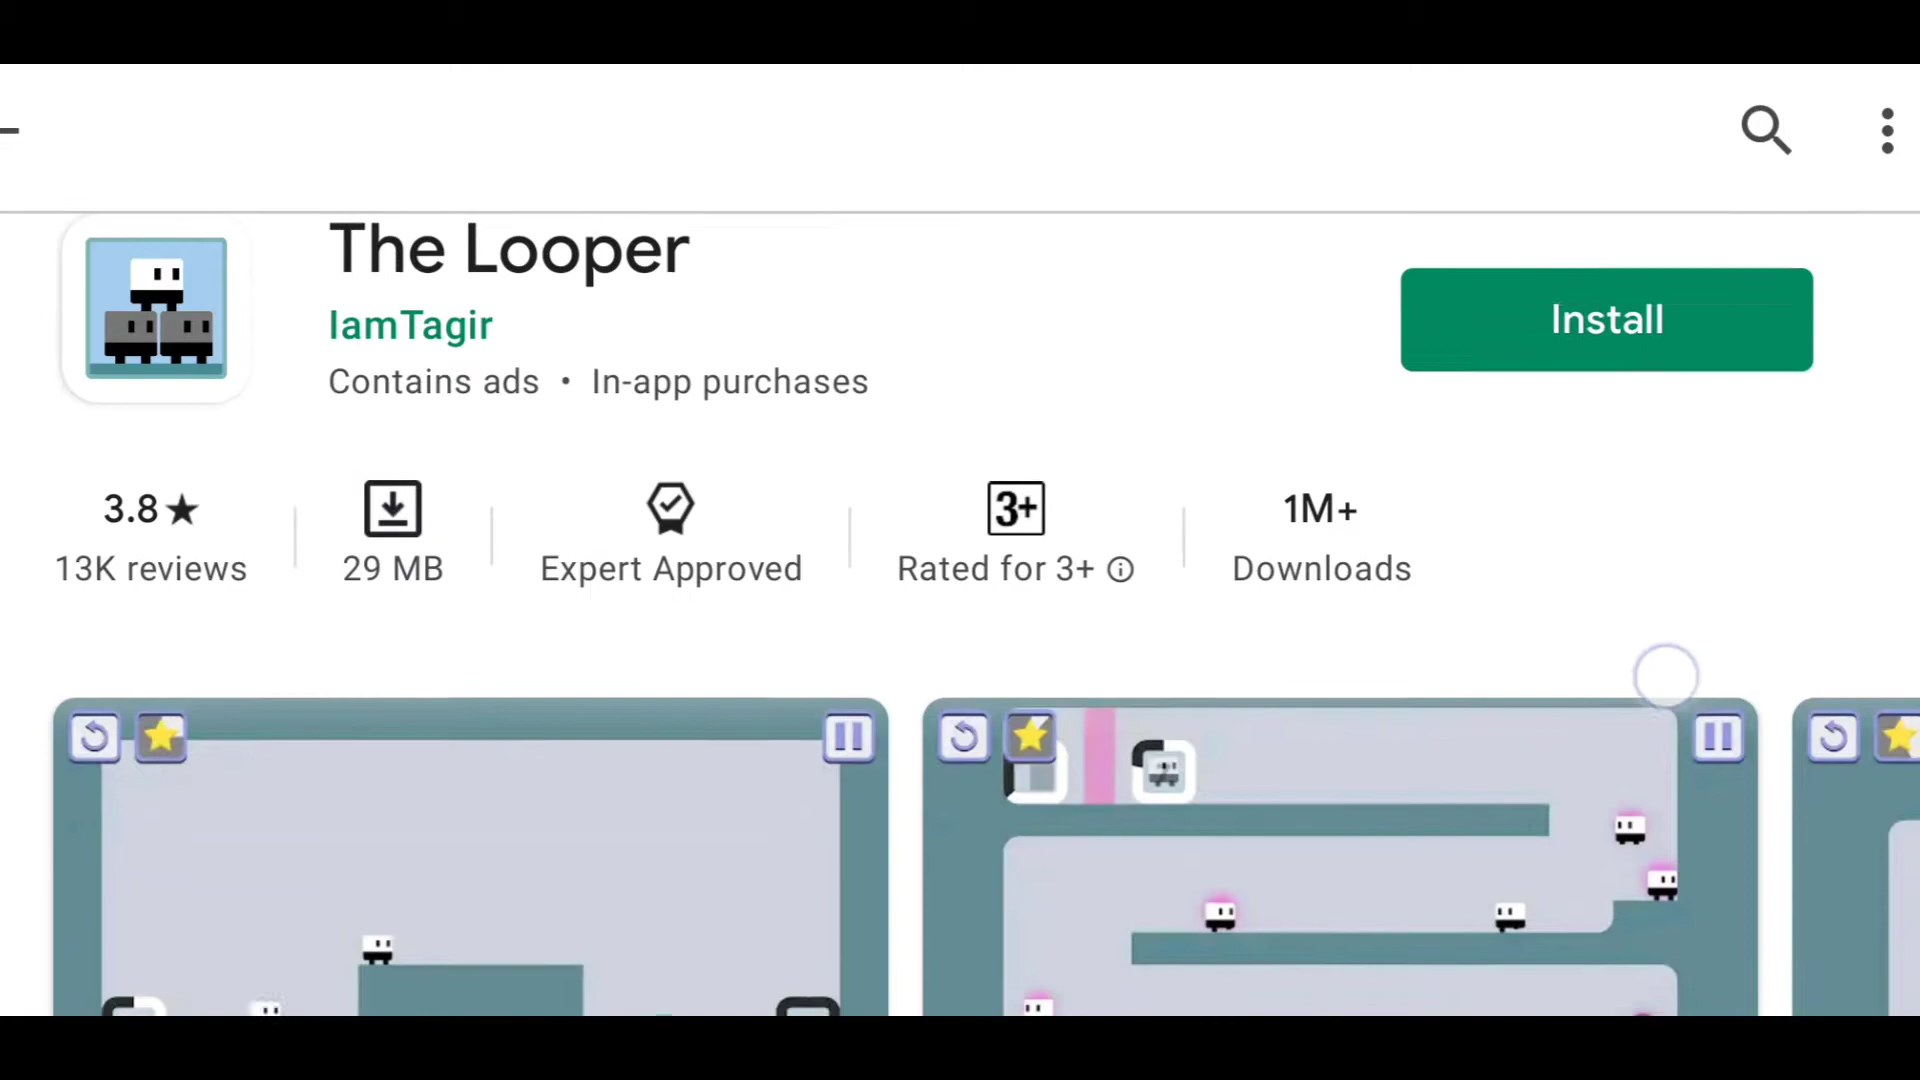 The Looper
IamTagir
Contains ads • In-app purchases
Install
3.8★
13K reviews
29 MB
Expert Approved
3+
Rated for 3+
1M+
Downloads